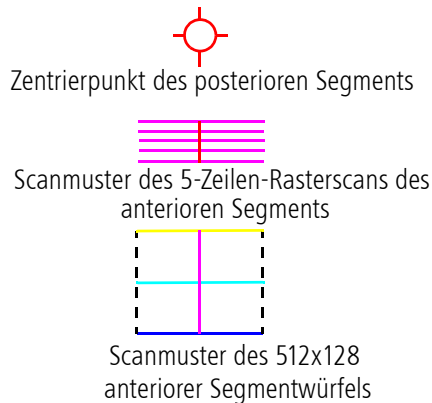 Zentrierpunkt des posterioren Segments
Scanmuster des 5-Zeilen-Rasterscans des
anterioren Segments
Scanmuster des 512x128
anteriorer Segmentwürfels